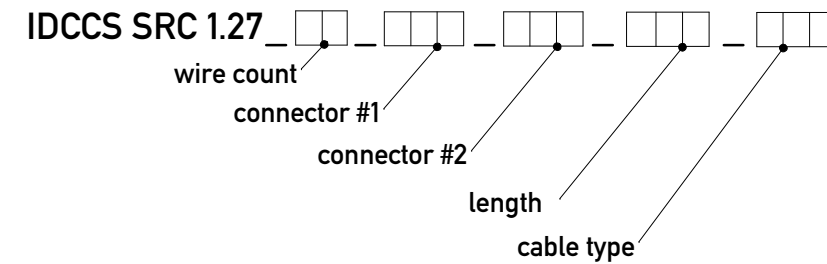 IDCCS SRC 1.27_ _ _ _ _
wire count
connector #1
connector #2
length
cable type